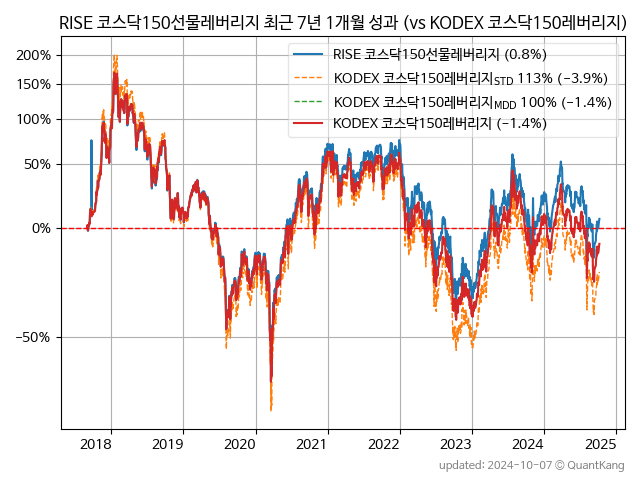 RISE 코스닥150선물레버리지 최근 7년 1개월 성과 (vs KODEX 코스닥150레버리지)
RISE 코스닥150선물레버리지 (0.8%)
KODEX 코스닥150레버리지STD 113% (−3.9%)
KODEX 코스닥150레버리지MDD 100% (−1.4%)
KODEX 코스닥150레버리지 (−1.4%)
200%
150%
100%
50%
0%
−50%
2018 2019 2020 2021 2022 2023 2024 2025
updated: 2024-10-07 © QuantKang